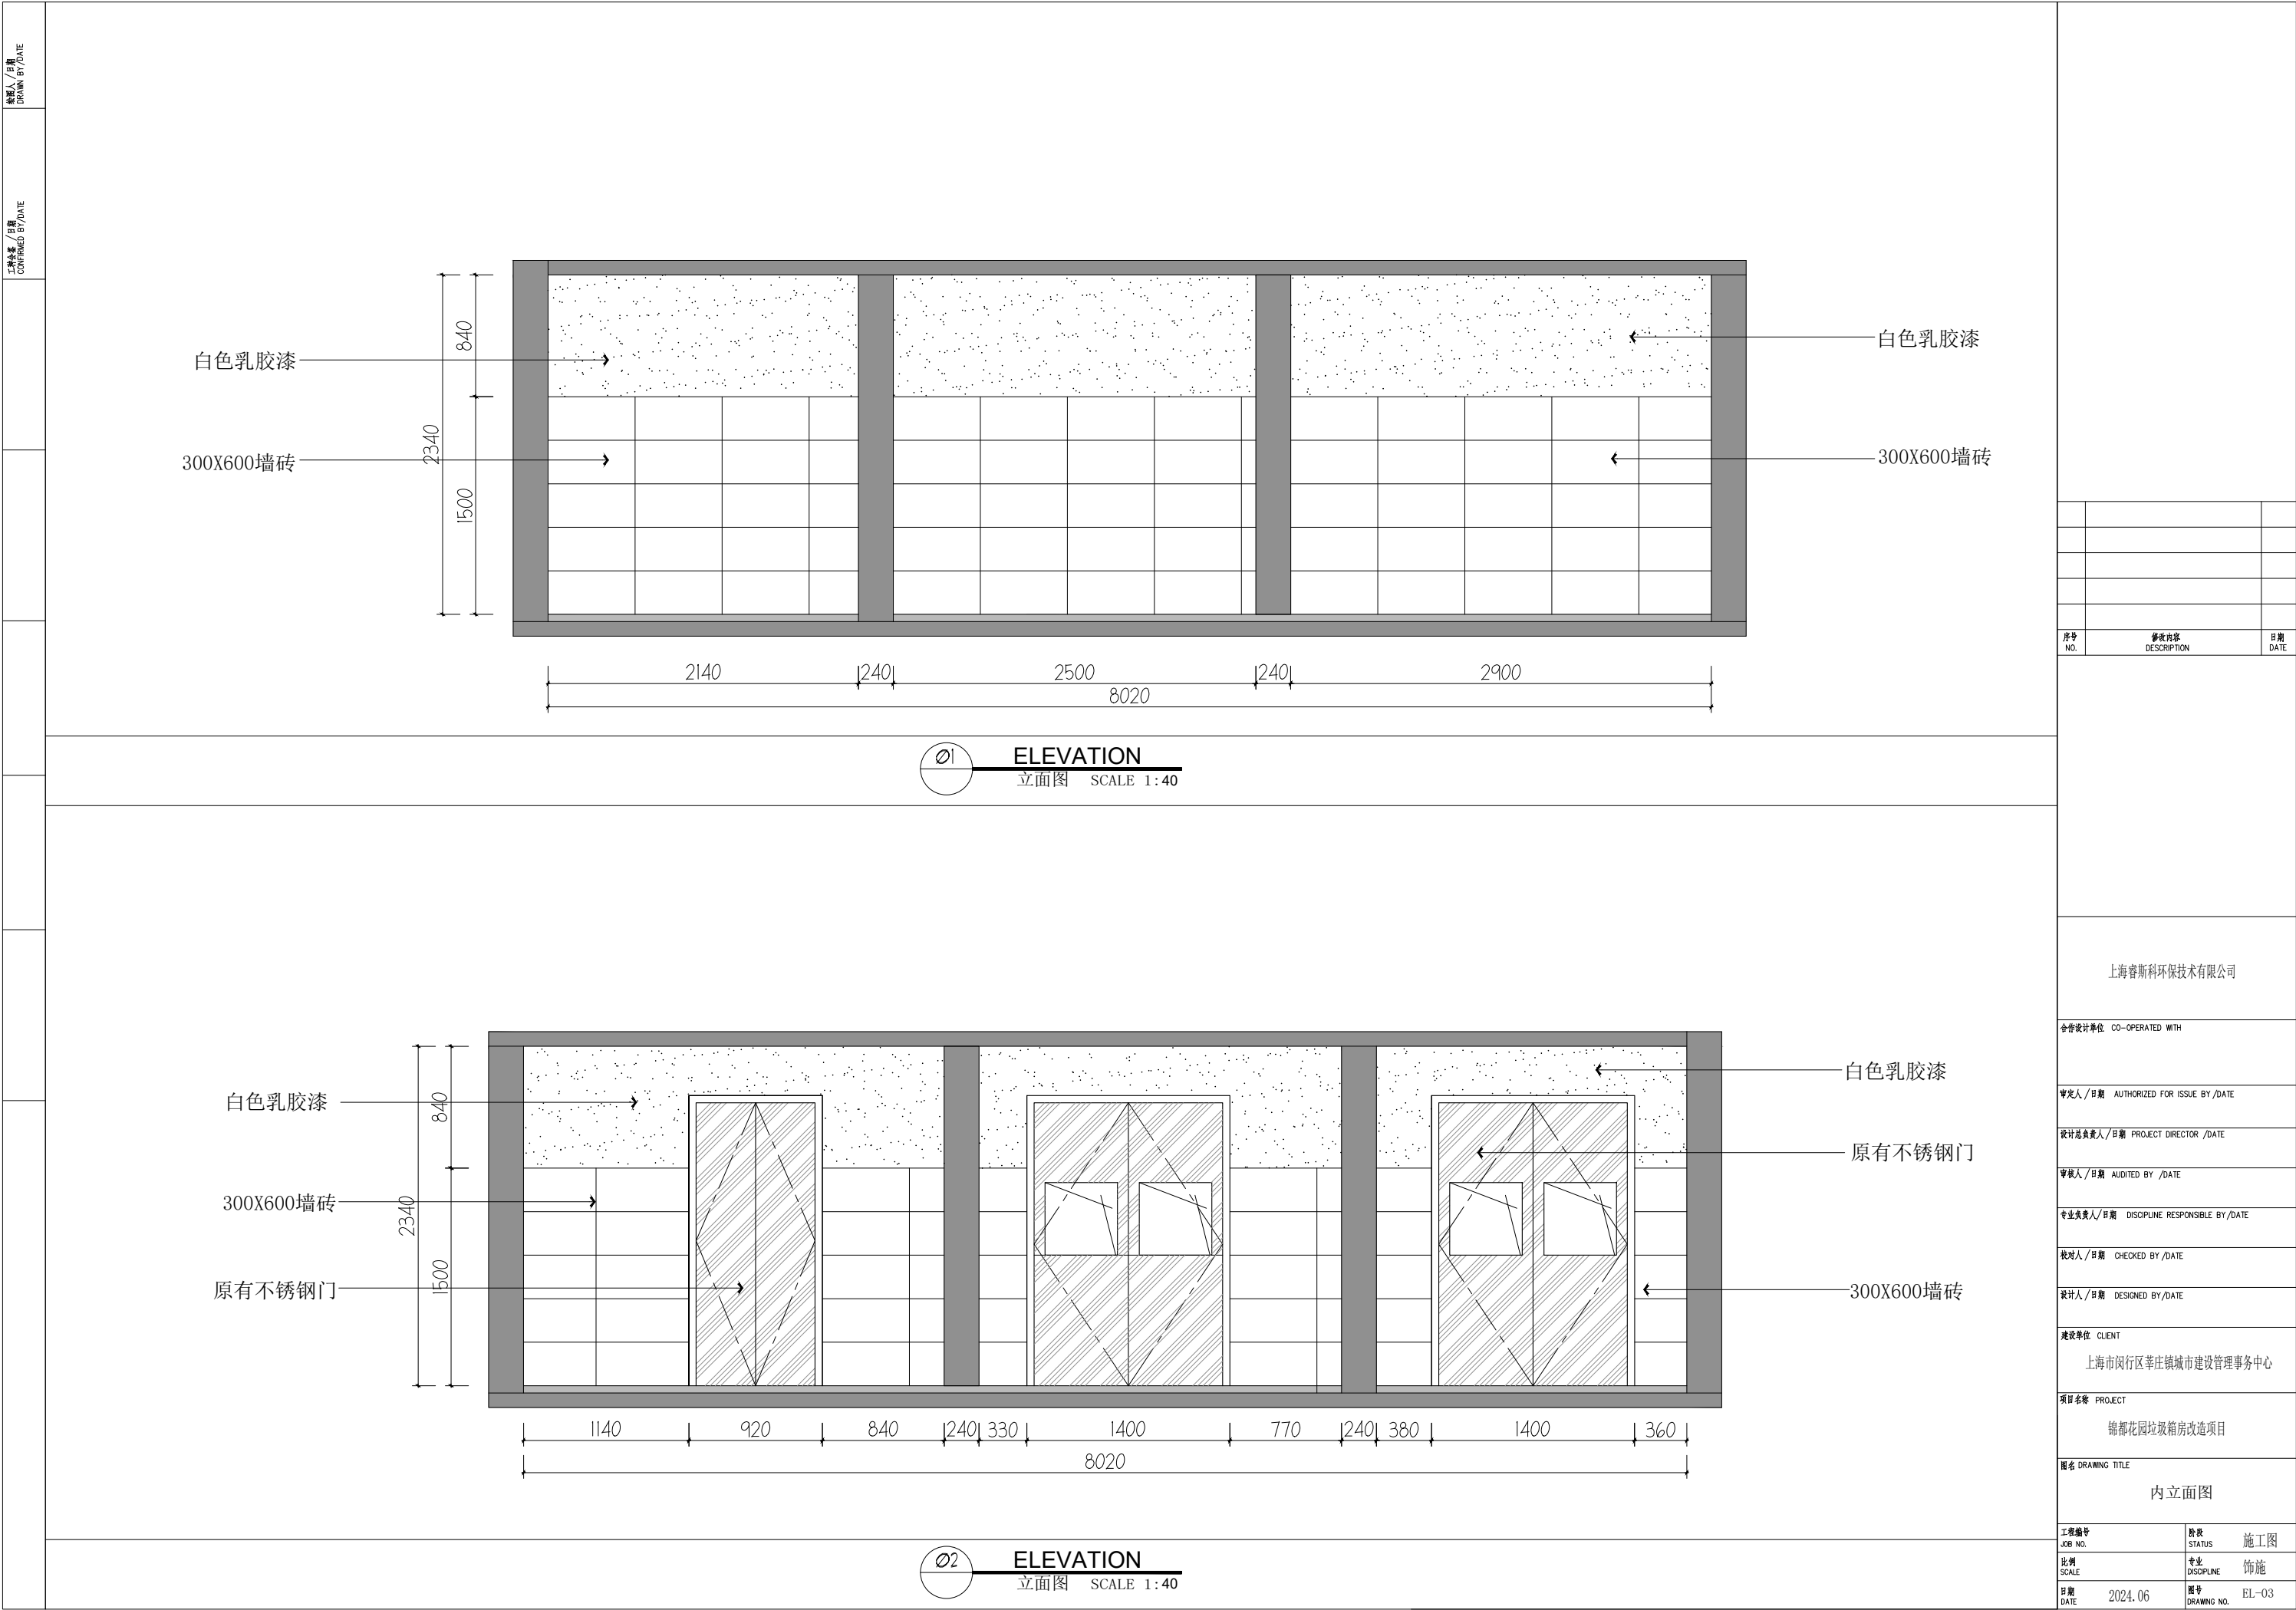 绘图人 / 日期
DRAWN BY/DATE
工种会签 / 日期
CONFIRMED BY/DATE
840
白色乳胶漆
白色乳胶漆
2340
300X600墙砖
300X600墙砖
1500
2140
240
2500
240
2900
8020
01
ELEVATION
立面图 SCALE 1:40
白色乳胶漆
840
白色乳胶漆
原有不锈钢门
300X600墙砖
2340
原有不锈钢门
1500
300X600墙砖
1140
920
840
240
330
1400
770
240
380
1400
360
8020
02
ELEVATION
立面图 SCALE 1:40
序号
NO.
修改内容
DESCRIPTION
日期
DATE
上海睿斯科环保技术有限公司
合作设计单位 CO-OPERATED WITH
审定人 / 日期 AUTHORIZED FOR ISSUE BY /DATE
设计总负责人 / 日期 PROJECT DIRECTOR /DATE
审核人 / 日期 AUDITED BY /DATE
专业负责人 / 日期 DISCIPLINE RESPONSIBLE BY /DATE
校对人 / 日期 CHECKED BY /DATE
设计人 / 日期 DESIGNED BY /DATE
建设单位 CLIENT
上海市闵行区莘庄镇城市建设管理事务中心
项目名称 PROJECT
锦都花园垃圾箱房改造项目
图名 DRAWING TITLE
内立面图
工程编号
JOB NO.
阶段
STATUS
施工图
比例
SCALE
专业
DISCIPLINE
饰施
日期
DATE
2024.06
图号
DRAWING NO.
EL-03